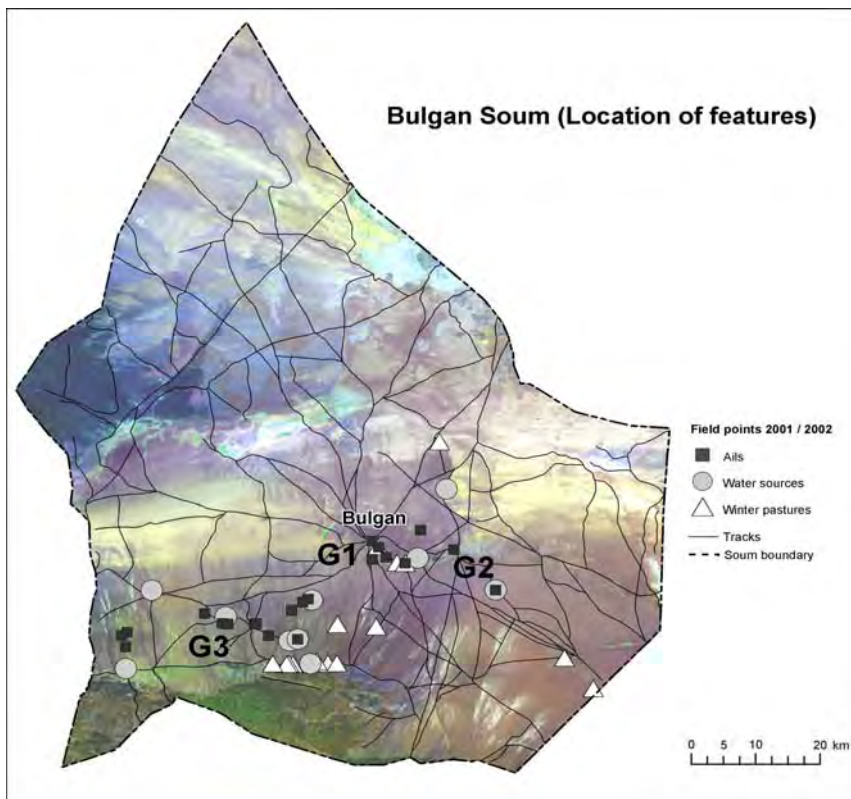 Bulgan Soum (Location of features)
Field points 2001 / 2002
Ails
Water sources
Winter pastures
Tracks
Soum boundary
Bulgan
G1
G2
G3
0 5 10 20 km